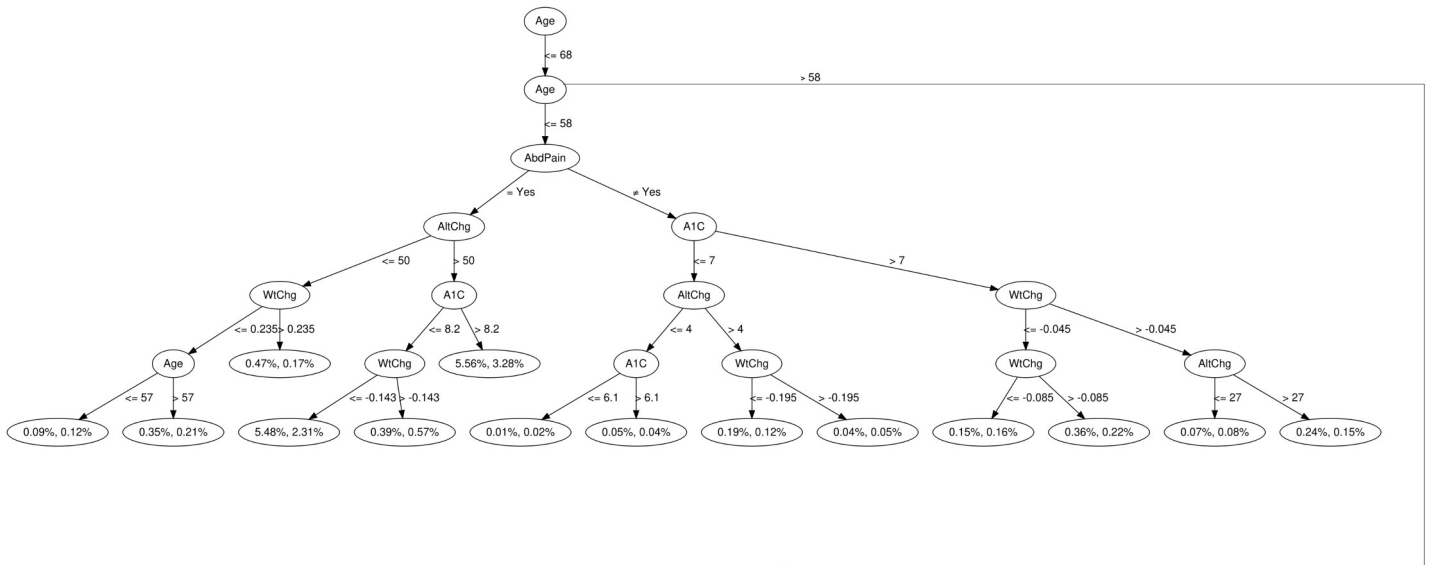 Age
<= 68
> 58
Age
<= 58
AbdPain
= Yes
≠ Yes
AltChg
A1C
<= 50
> 50
<= 7
> 7
WtChg
A1C
AltChg
WtChg
<= 0.235
> 0.235
<= 8.2
> 8.2
<= 4
> 4
<= -0.045
> -0.045
Age
0.47%, 0.17%
WtChg
5.56%, 3.28%
A1C
WtChg
WtChg
AltChg
<= 57
> 57
<= -0.143
> -0.143
<= 6.1
> 6.1
<= -0.195
> -0.195
<= -0.085
> -0.085
<= 27
> 27
0.09%, 0.12%
0.35%, 0.21%
5.48%, 2.31%
0.39%, 0.57%
0.01%, 0.02%
0.05%, 0.04%
0.19%, 0.12%
0.04%, 0.05%
0.15%, 0.16%
0.36%, 0.22%
0.07%, 0.08%
0.24%, 0.15%